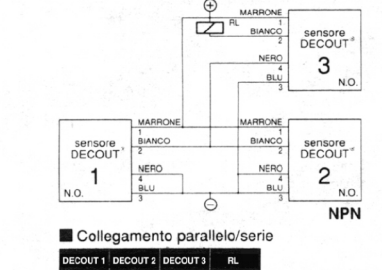 +
MARRONE
1
RL
BIANCO
2
NERO
4
BLU
3
sensore
DECOUT®
3
N.O.
sensore
DECOUT®
1
N.O.
MARRONE
1
BIANCO
2
NERO
4
BLU
3
MARRONE
1
BIANCO
2
NERO
4
BLU
3
sensore
DECOUT®
2
N.O.
−
NPN
■ Collegamento parallelo/serie
DECOUT 1 DECOUT 2 DECOUT 3 RL